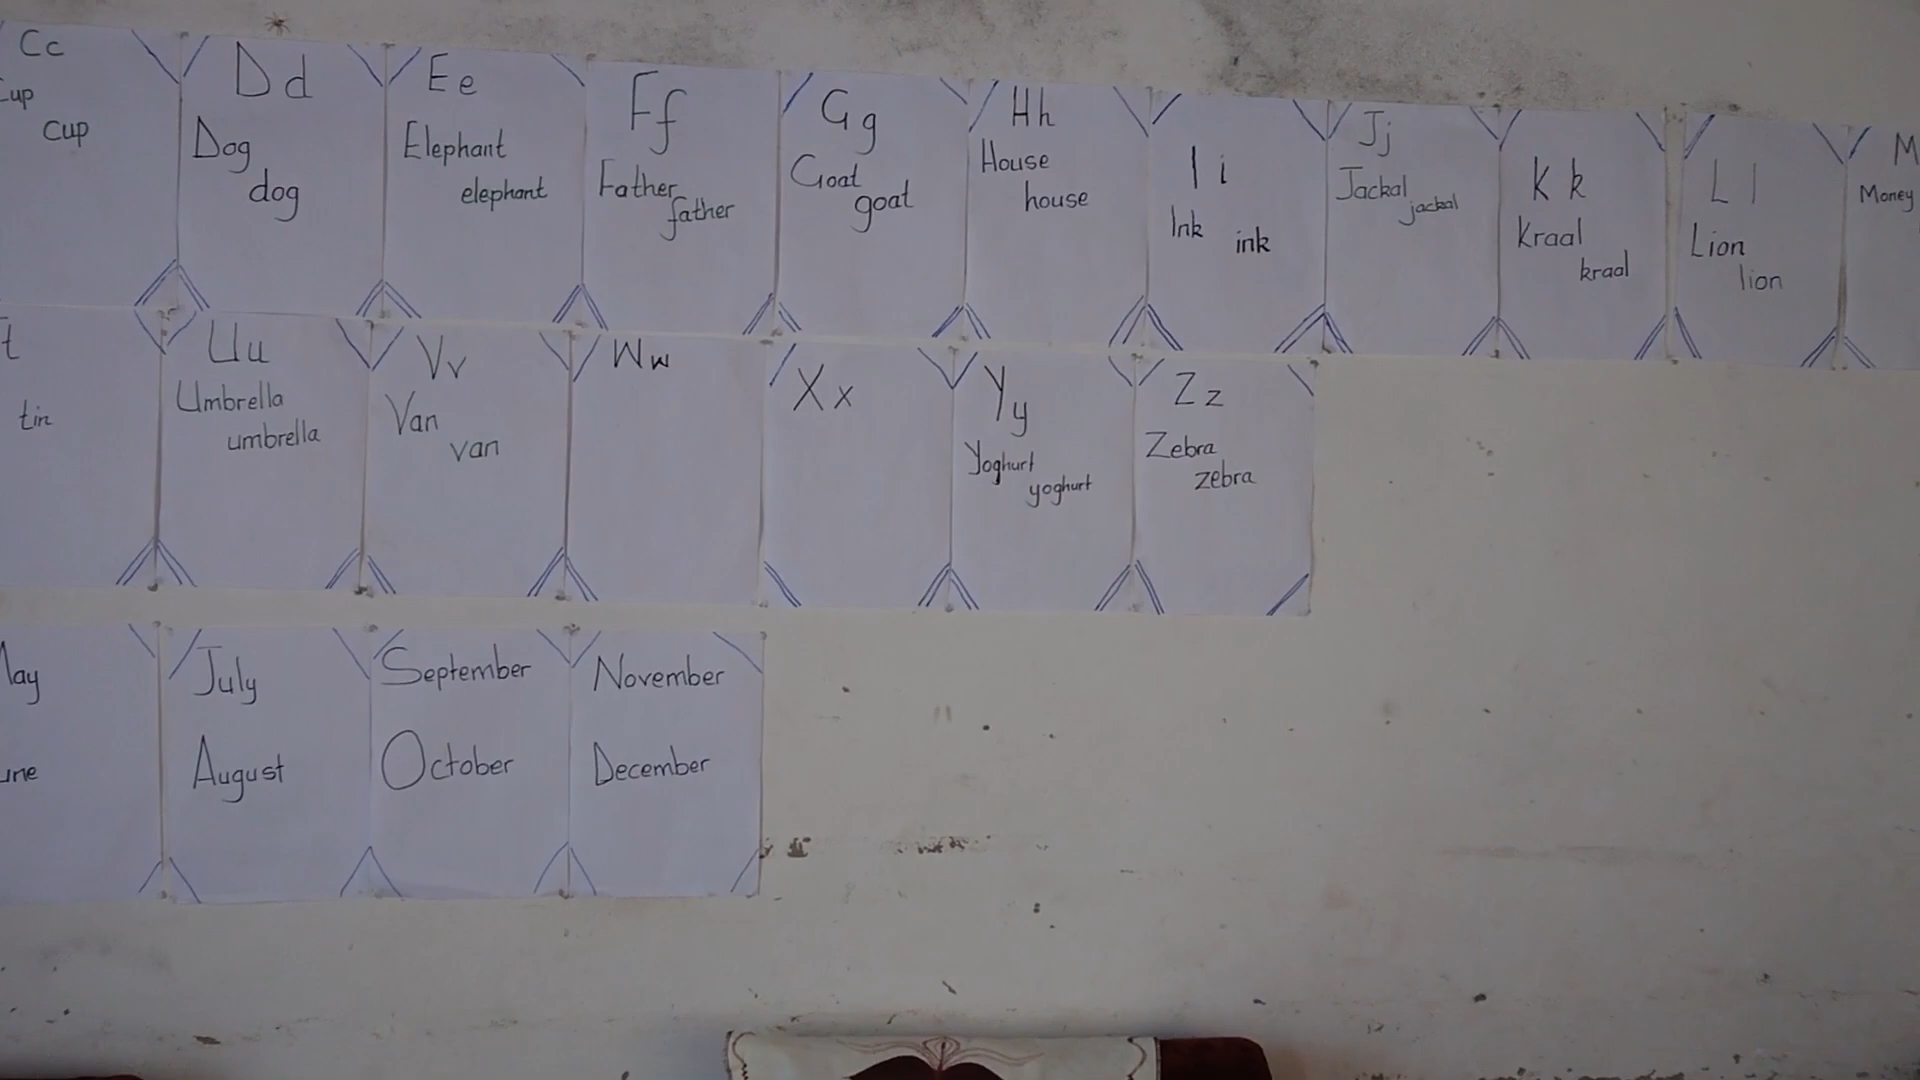 Cc
cup
Dd
Dog
dog
Ee
Elephant
elephant
Ff
Father
father
Gg
Goat
goat
Hh
House
house
Ii
Ink
ink
Jj
Jackal
jackal
Kk
Kraal
kraal
Ll
Lion
lion
M
Money
t
tin
Uu
Umbrella
umbrella
Vv
Van
van
Ww
Xx
Yy
Yoghurt
yoghurt
Zz
Zebra
zebra
July
August
September
October
November
December